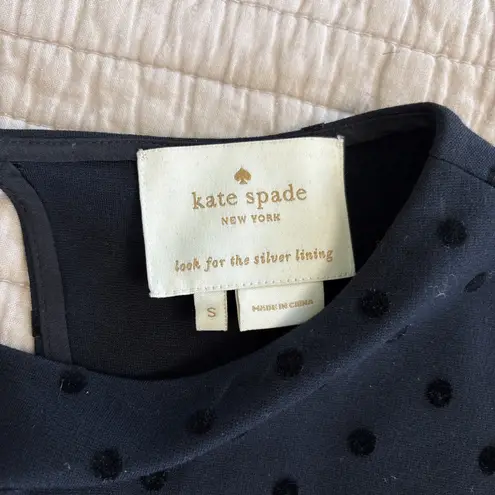 kate spade
NEW YORK
look for the silver lining
S
MADE IN CHINA